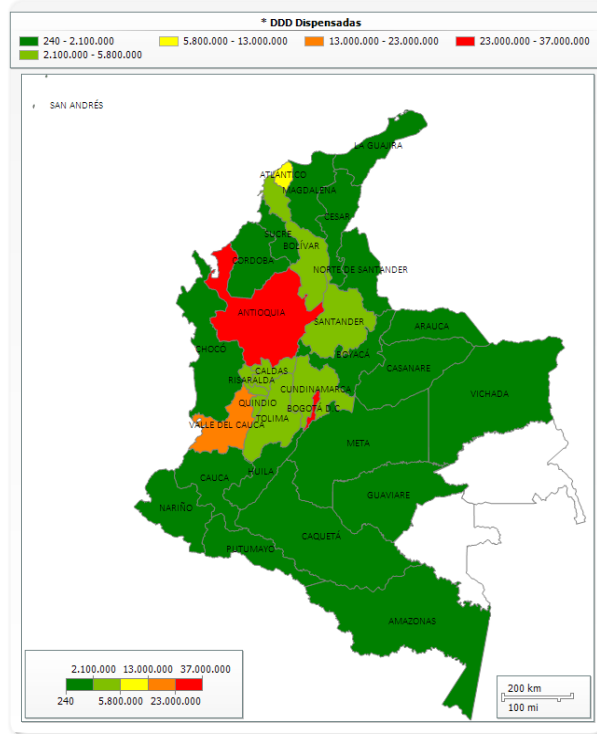 * DDD Dispensadas
240 - 2.100.000
5.800.000 - 13.000.000
13.000.000 - 23.000.000
23.000.000 - 37.000.000
2.100.000 - 5.800.000
SAN ANDRÉS
LA GUAJIRA
ATLÁNTICO
MAGDALENA
CESAR
SUCRE
BOLÍVAR
CORDOBA
NORTE DE SANTANDER
ANTIOQUIA
SANTANDER
ARAUCA
CHOCÓ
BOYACÁ
CALDAS
CASANARE
RISARALDA
CUNDINAMARCA
VICHADA
QUINDIO
BOGOTÁ D.C
TOLIMA
VALLE DEL CAUCA
META
HUILA
CAUCA
GUAVIARE
NARIÑO
CAQUETÁ
PUTUMAYO
AMAZONAS
2.100.000 13.000.000 37.000.000
240 5.800.000 23.000.000
200 km
100 mi